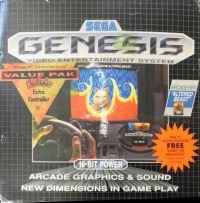 SEGA
GENESIS
VIDEO ENTERTAINMENT SYSTEM
VALUE PAK
Extra
Controller
"ALTERED
BEAST"
FREE
16-BIT POWER
ARCADE GRAPHICS & SOUND
NEW DIMENSIONS IN GAME PLAY